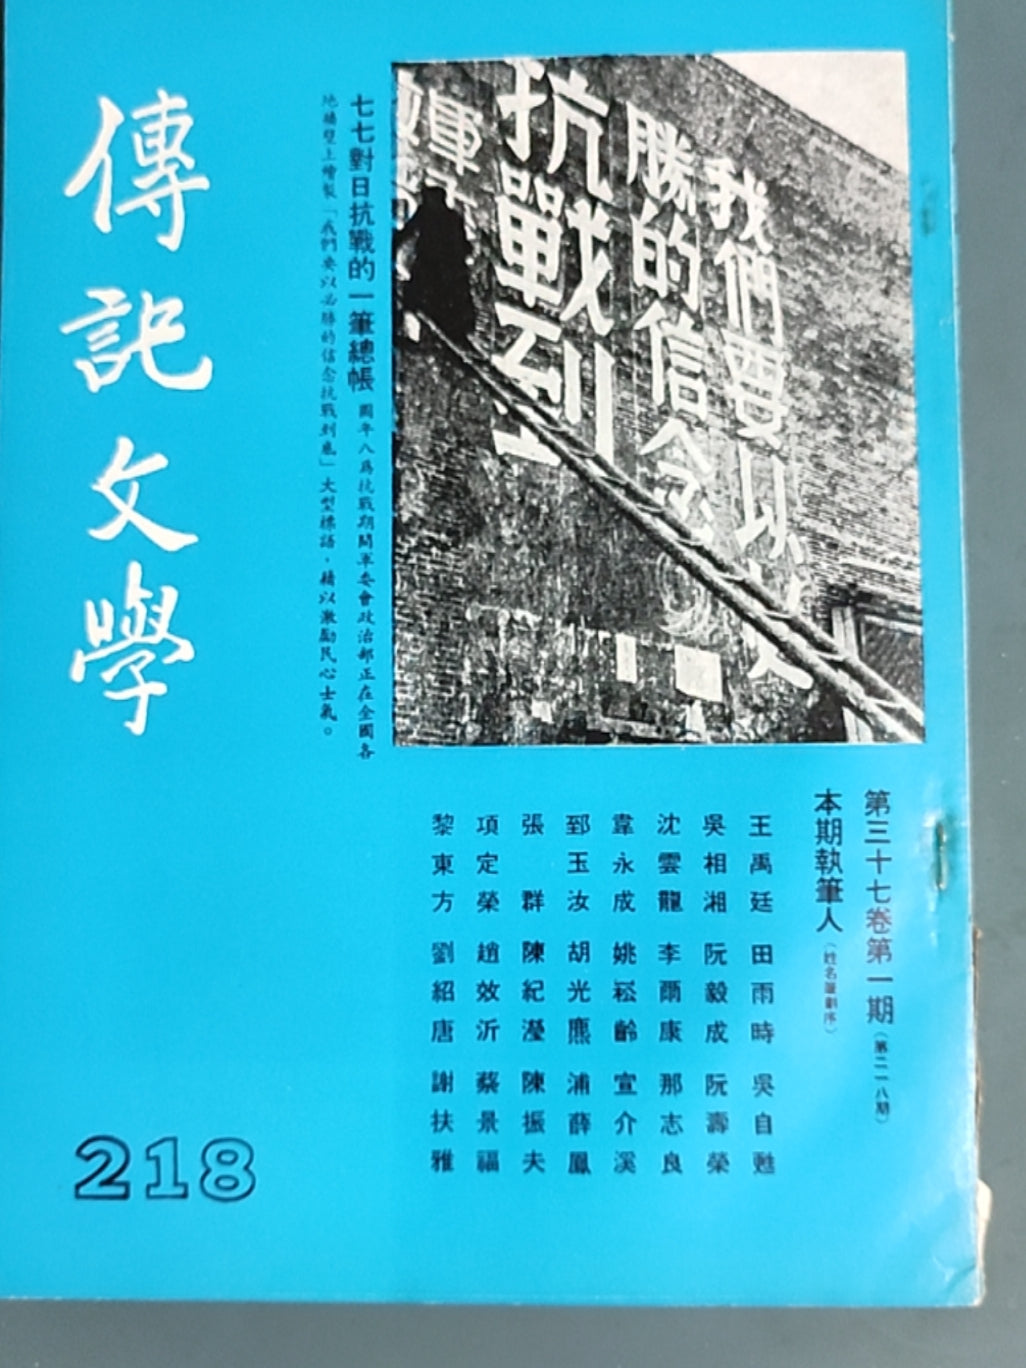 第三十七卷第一期(第二一八期)
本期執筆人(姓名筆劃序)
王禹廷 田雨時 吳自甦
吳相湘 阮毅成 阮壽榮
沈雲龍 李爾康 那志良
韋永成 姚崧齡 宣介溪
郅玉汝 胡光麃 浦薛鳳
張 群 陳紀瀅 陳振夫
項定榮 趙效沂 蔡景福
黎東方 劉紹唐 謝扶雅
我們要以必
勝的信念
抗戰到
軍
七七對日抗戰的一筆總帳
圖年八爲抗戰期間軍委會政治部正在全國各
地牆壁上繪製「我們要以必勝的信念抗戰到底」大型標語,藉以激勵民心士氣。
傳記文學
218